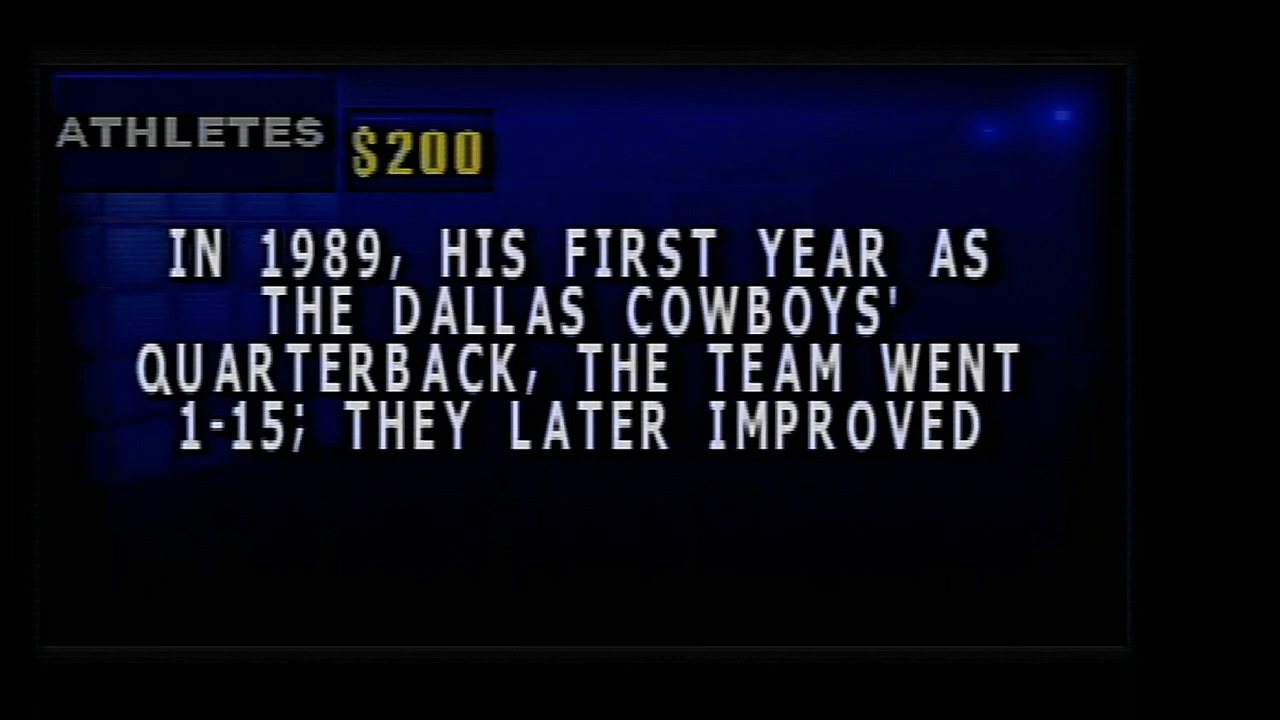 ATHLETES
$200
IN 1989, HIS FIRST YEAR AS
THE DALLAS COWBOYS'
QUARTERBACK, THE TEAM WENT
1-15; THEY LATER IMPROVED